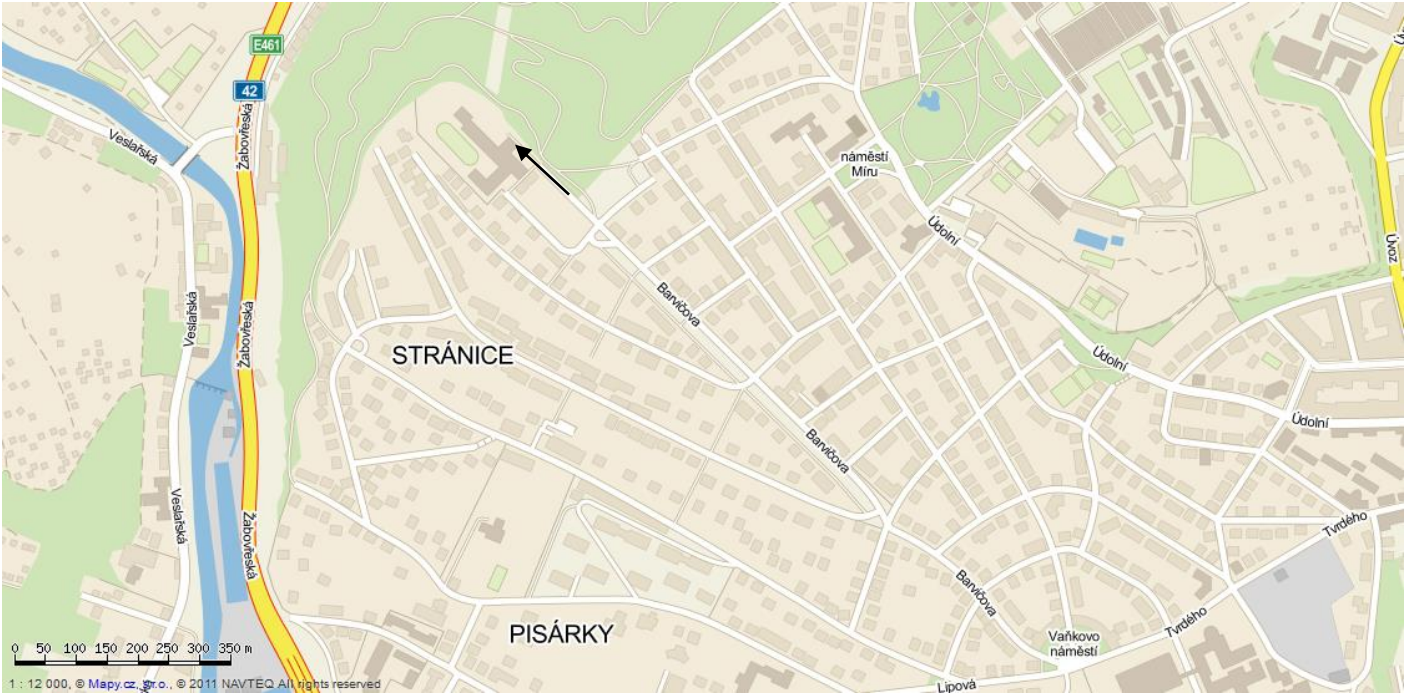 E461
42
Žabovřeská
Veslařská
náměstí
Míru
Údolní
Úvoz
Veslařská
Žabovřeská
Barvičova
STRÁNICE
Údolní
Údolní
Barvičova
Veslařská
Žabovřeská
Tvrdého
Barvičova
Tvrdého
PISÁRKY
Vaňkovo
náměstí
Lipová
0 50 100 150 200 250 300 350 m
1 : 12 000, © Mapy.cz, s.r.o., © 2011 NAVTEQ All rights reserved